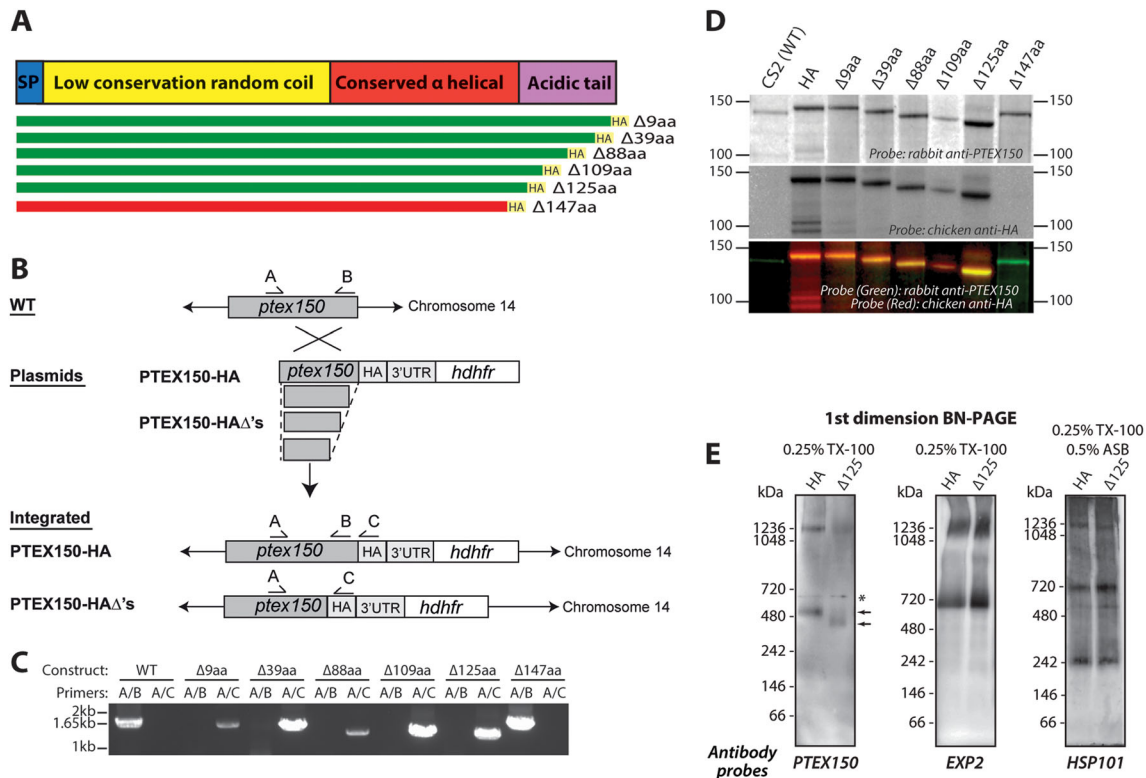 A
SP Low conservation random coil Conserved α helical Acidic tail
HA Δ9aa
HA Δ39aa
HA Δ88aa
HA Δ109aa
HA Δ125aa
HA Δ147aa
B
A B
WT
ptex150 Chromosome 14
Plasmids PTEX150-HA ptex150 HA 3'UTR hdhfr
PTEX150-HAΔ's
Integrated
A B C
PTEX150-HA ptex150 HA 3'UTR hdhfr Chromosome 14
A C
PTEX150-HAΔ's ptex150 HA 3'UTR hdhfr Chromosome 14
C
Construct: WT Δ9aa Δ39aa Δ88aa Δ109aa Δ125aa Δ147aa
Primers: A/B A/C A/B A/C A/B A/C A/B A/C A/B A/C A/B A/C A/B A/C
2kb
1.65kb
1kb
D
CS2 (WT) HA Δ9aa Δ39aa Δ88aa Δ109aa Δ125aa Δ147aa
150 150
100 100
Probe: rabbit anti-PTEX150
150 150
100 100
Probe: chicken anti-HA
150 150
Probe (Green): rabbit anti-PTEX150
100 100
Probe (Red): chicken anti-HA
1st dimension BN-PAGE
E
0.25% TX-100
HA Δ125
kDa
1236
1048
720
*
480
242
146
66
0.25% TX-100
HA Δ125
kDa
1236
1048
720
480
242
146
66
0.25% TX-100
0.5% ASB
HA Δ125
kDa
1236
1048
720
480
242
146
66
Antibody
probes
PTEX150 EXP2 HSP101